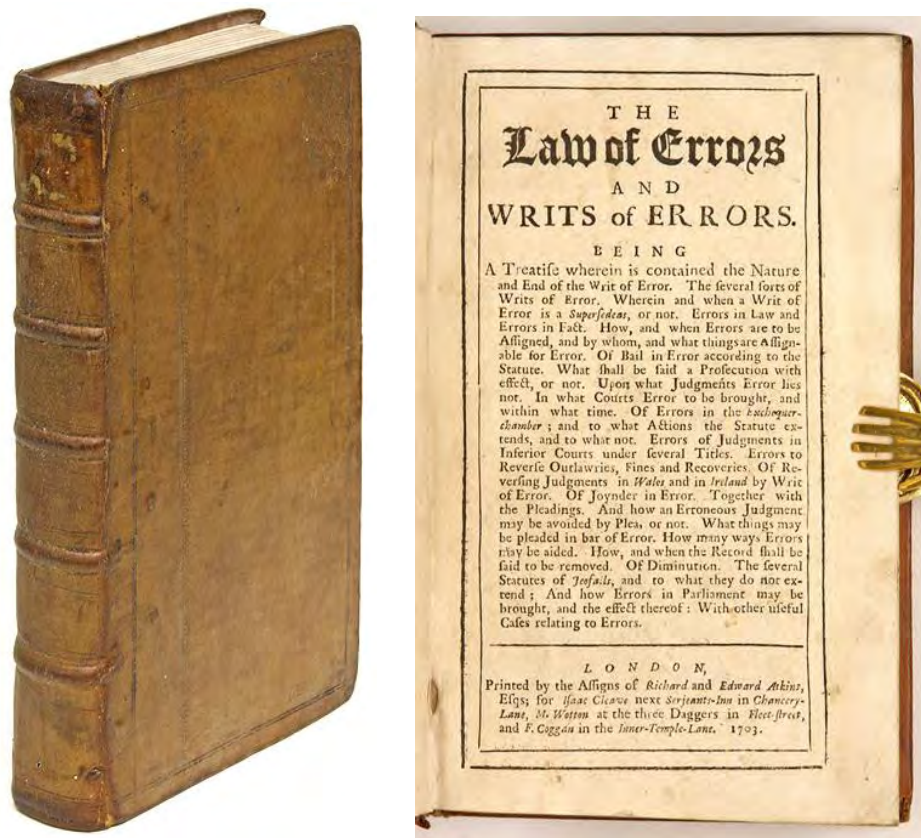 THE
Law of Errors
AND
WRITS of ERRORS.
BEING
A Treatiſe wherein is contained the Nature
and End of the Writ of Error. The ſeveral ſorts of
Writs of Error. Wherein and when a Writ of
Error is a Superſedeas, or not. Errors in Law and
Errors in Fact. How, and when Errors are to be
Aſſigned, and by whom, and what things are Aſſign-
able for Error. Of Bail in Error according to the
Statute. What ſhall be ſaid a Proſecution with
effect, or not. Upon what Judgments Error lies
not. In what Courts Error to be brought, and
within what time. Of Errors in the Exchequer-
chamber ; and to what Actions the Statute ex-
tends, and to what not. Errors of Judgments in
Inferior Courts under ſeveral Titles. Errors to
Reverſe Outlawries, Fines and Recoveries. Of Re-
verſing Judgments in Wales and in Ireland by Writ
of Error. Of Joynder in Error. Together with
the Pleadings. And how an Erroneous Judgment
may be avoided by Plea, or not. What things may
be pleaded in bar of Error. How many ways Errors
may be aided. How, and when the Record ſhall be
ſaid to be removed. Of Diminution. The ſeveral
Statutes of Jeofails, and to what they do not ex-
tend ; And how Errors in Parliament may be
brought, and the effect thereof : With other uſeful
Caſes relating to Errors.
LONDON,
Printed by the Aſſigns of Richard and Edward Atkins,
Eſqs; for Iſaac Cleave next Serjeants-Inn in Chancery-
Lane, M. Wotton at the three Daggers in Fleet-ſtreet,
and F. Coggan in the Inner-Temple-Lane. 1703.